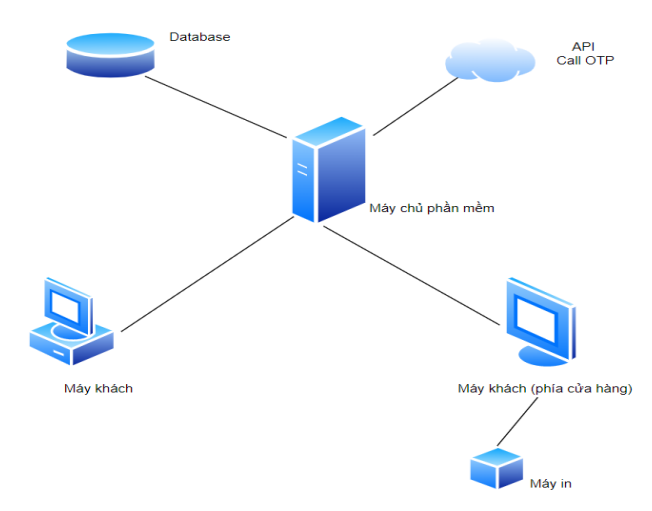 Database
API
Call OTP
Máy chủ phần mềm
Máy khách
Máy khách (phía cửa hàng)
Máy in